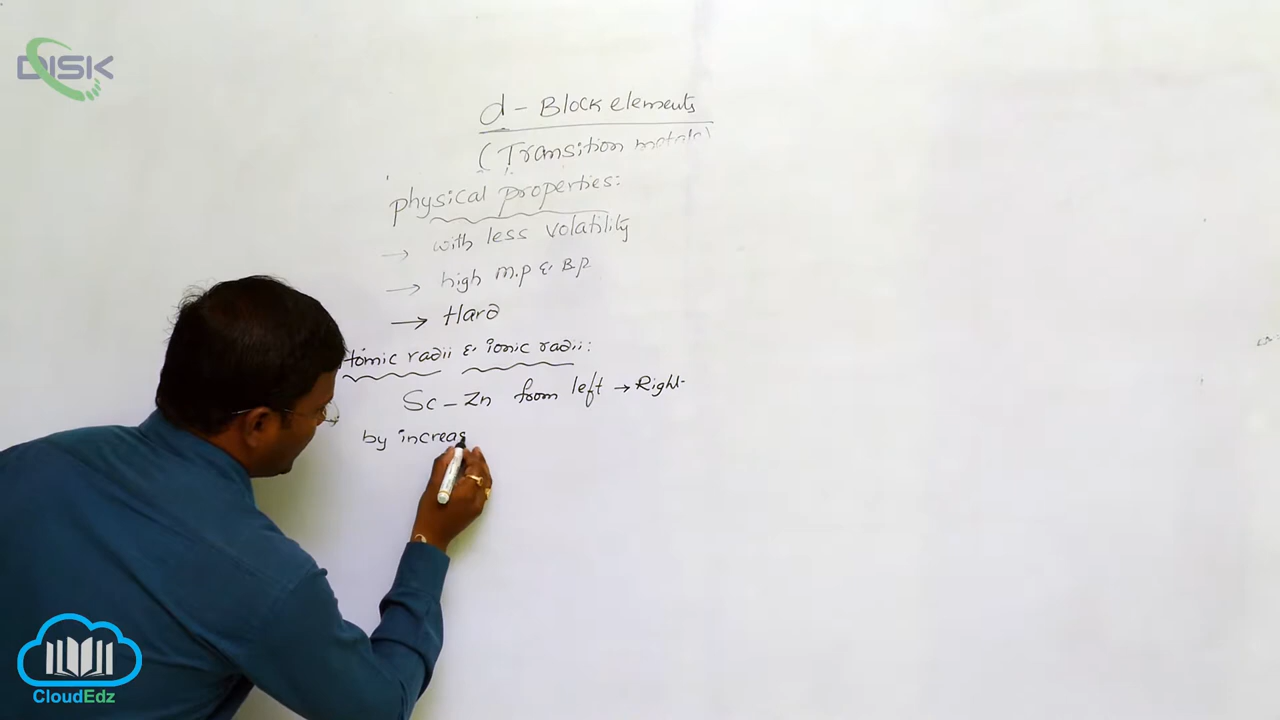 DISK
d - Block elements
(Transition metals)
physical properties:
→ with less volatility
→ high M.P & B.P
→ Hard
tomic radii & ionic radii:
Sc - Zn from left → Right
by increas
CloudEdz